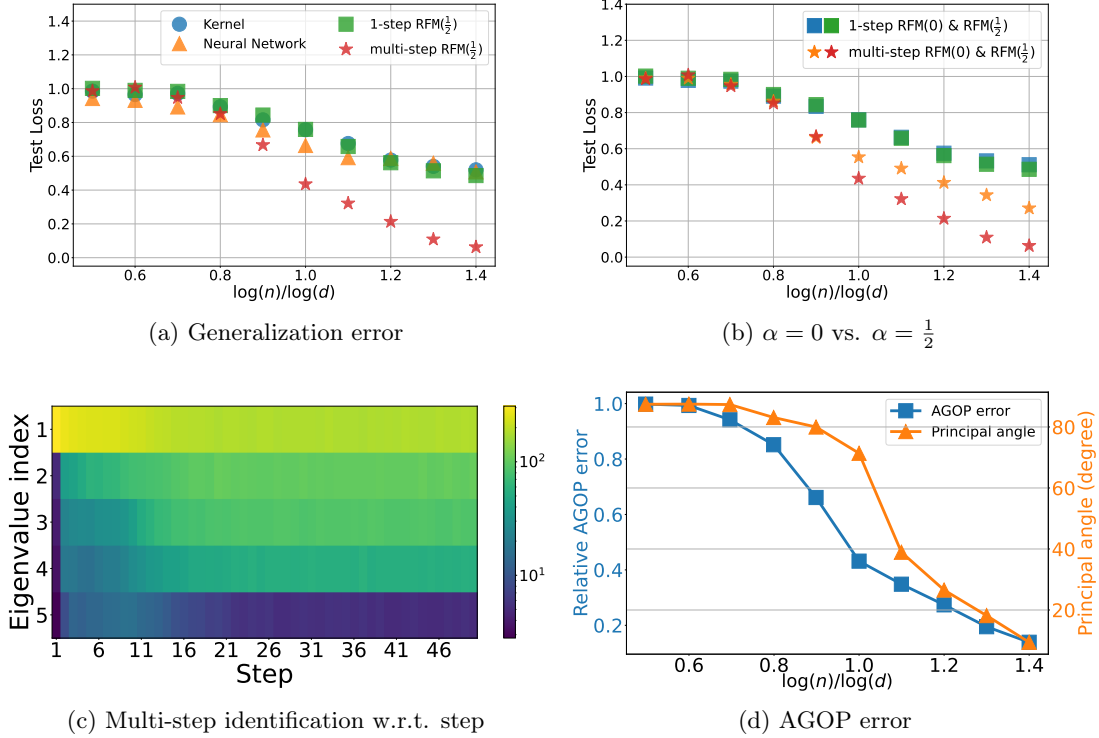 Kernel
Neural Network
1-step RFM(1/2)
multi-step RFM(1/2)
Test Loss
1.4
1.2
1.0
0.8
0.6
0.4
0.2
0.0
0.6 0.8 1.0 1.2 1.4
log(n)/log(d)
(a) Generalization error
1-step RFM(0) & RFM(1/2)
multi-step RFM(0) & RFM(1/2)
Test Loss
1.4
1.2
1.0
0.8
0.6
0.4
0.2
0.0
0.6 0.8 1.0 1.2 1.4
log(n)/log(d)
(b) α = 0 vs. α = 1/2
Eigenvalue index
1
2
3
4
5
10²
10¹
1 6 11 16 21 26 31 36 41 46
Step
(c) Multi-step identification w.r.t. step
AGOP error
Principal angle
Relative AGOP error
1.0
0.8
0.6
0.4
0.2
80
60
40
20
Principal angle (degree)
0.6 0.8 1.0 1.2 1.4
log(n)/log(d)
(d) AGOP error